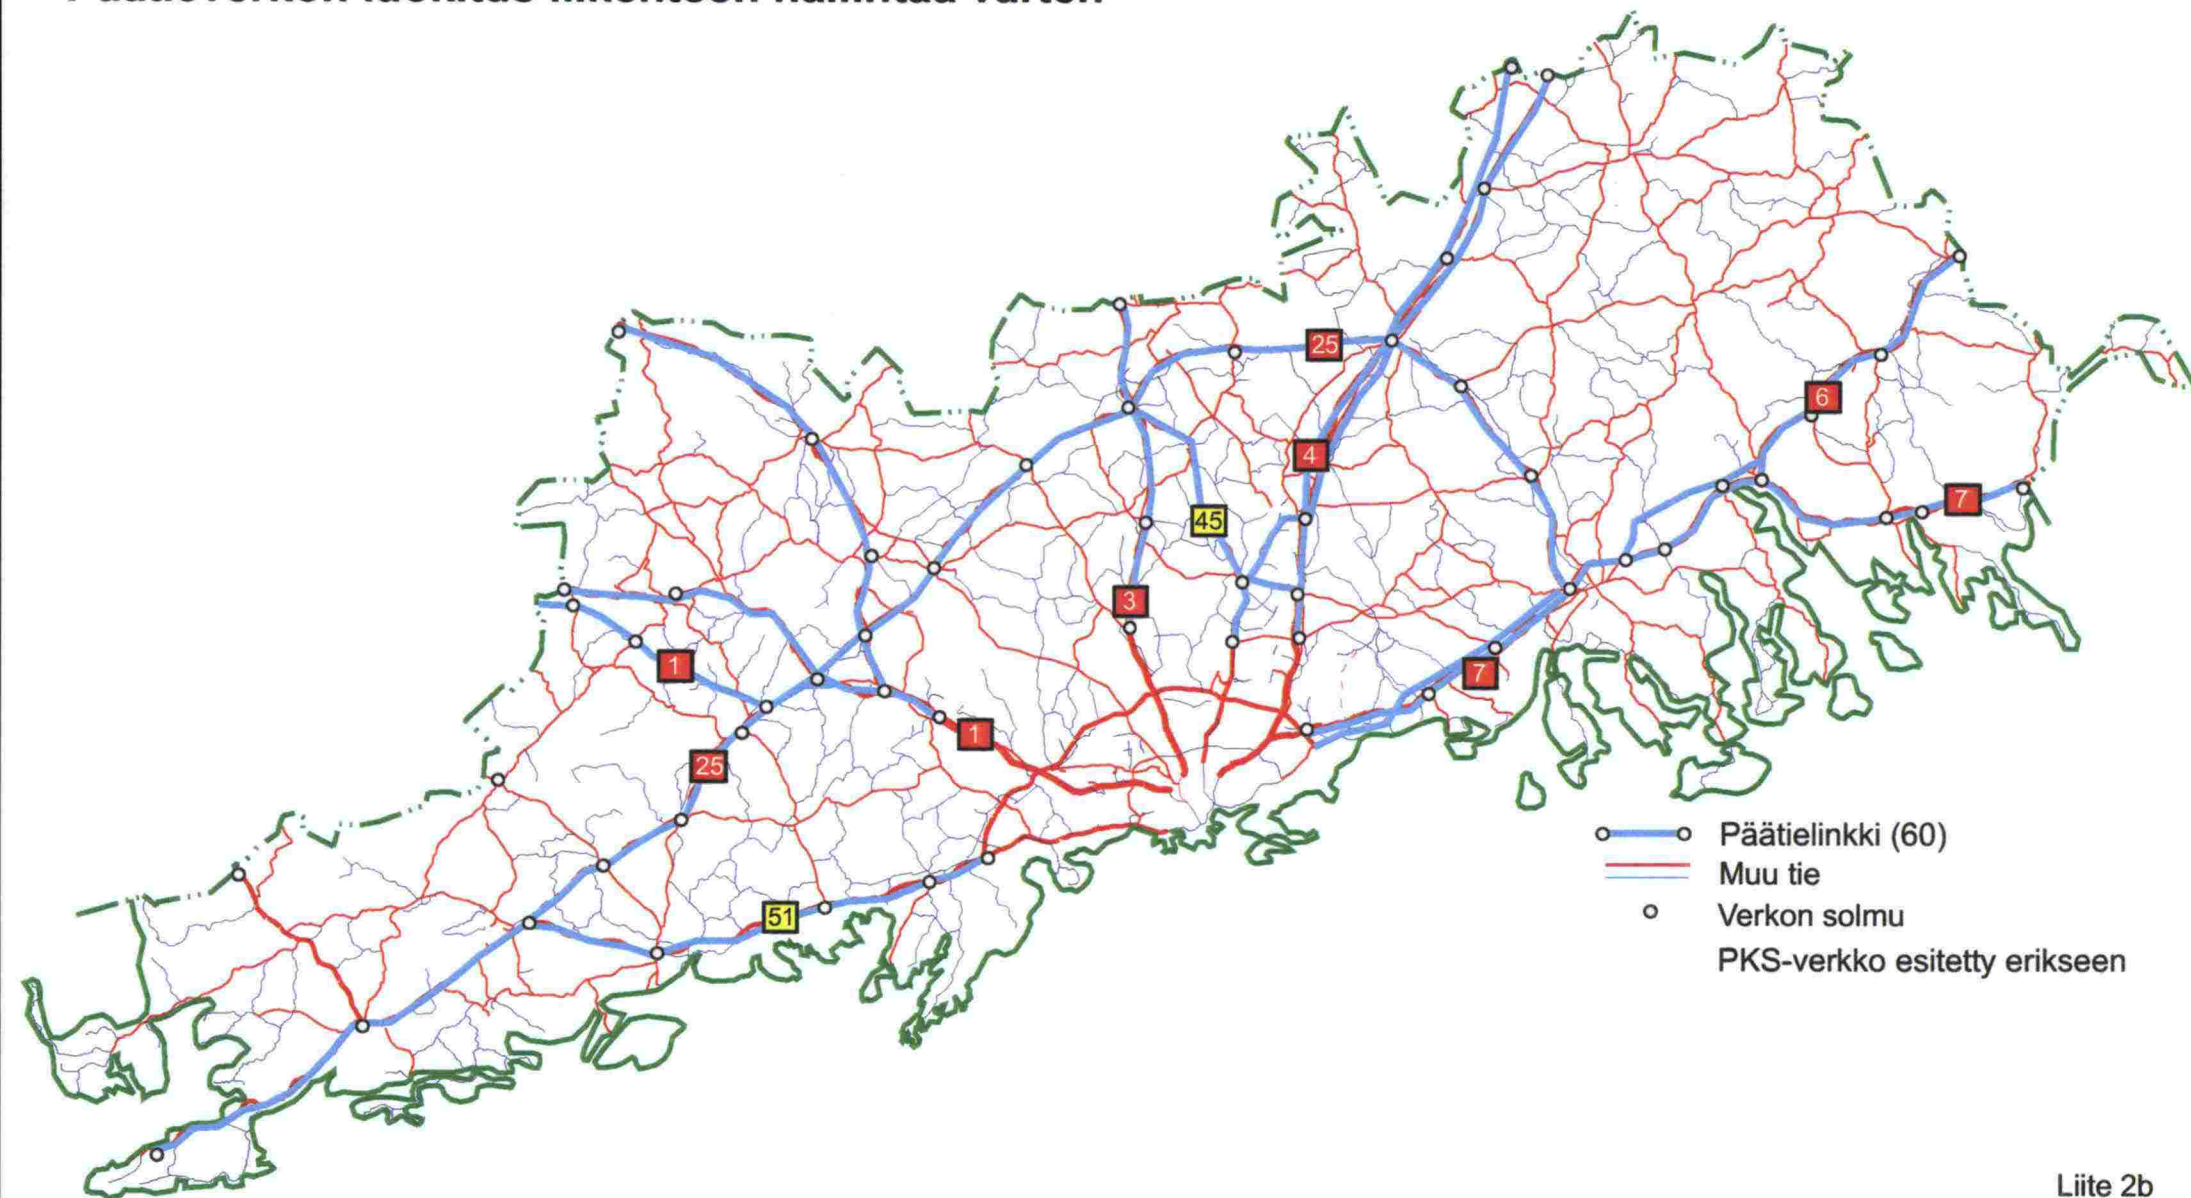 25
6
4
7
45
3
1
7
1
25
51
Päätielinkki (60)
Muu tie
Verkon solmu
PKS-verkko esitetty erikseen
Liite 2b